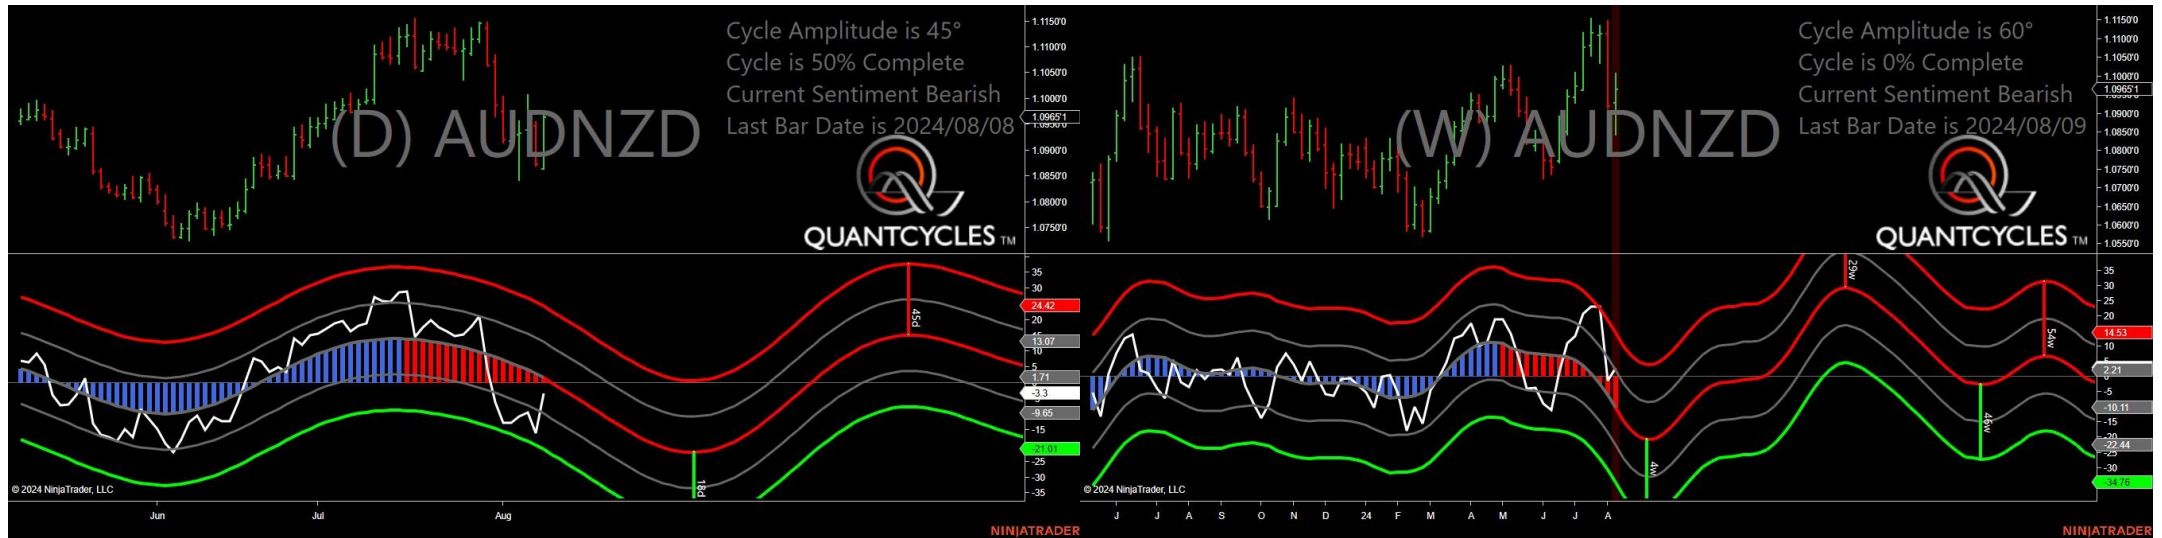 Cycle Amplitude is 45°
Cycle is 50% Complete
Current Sentiment Bearish
Last Bar Date is 2024/08/08
(D) AUDNZD
QUANTCYCLES TM
1.1150'0
1.1100'0
1.1050'0
1.1000'0
1.0965'1
1.0900'0
1.0850'0
1.0800'0
1.0750'0
35
30
24.42
20
13.07
10
1.71
-3.3
-9.65
-15
-21.01
-25
-30
-35
45d
18d
© 2024 NinjaTrader, LLC
Jun
Jul
Aug
NINJATRADER
Cycle Amplitude is 60°
Cycle is 0% Complete
Current Sentiment Bearish
Last Bar Date is 2024/08/09
(W) AUDNZD
QUANTCYCLES TM
1.1150'0
1.1100'0
1.1050'0
1.1000'0
1.0965'1
1.0900'0
1.0850'0
1.0800'0
1.0750'0
1.0700'0
1.0650'0
1.0600'0
1.0550'0
35
30
25
20
14.53
10
2.21
-5
-10.11
-15
-22.44
-25
-30
-34.76
29w
54w
46w
4w
© 2024 NinjaTrader, LLC
J
J
A
S
O
N
D
24
F
M
A
M
J
J
A
NINJATRADER